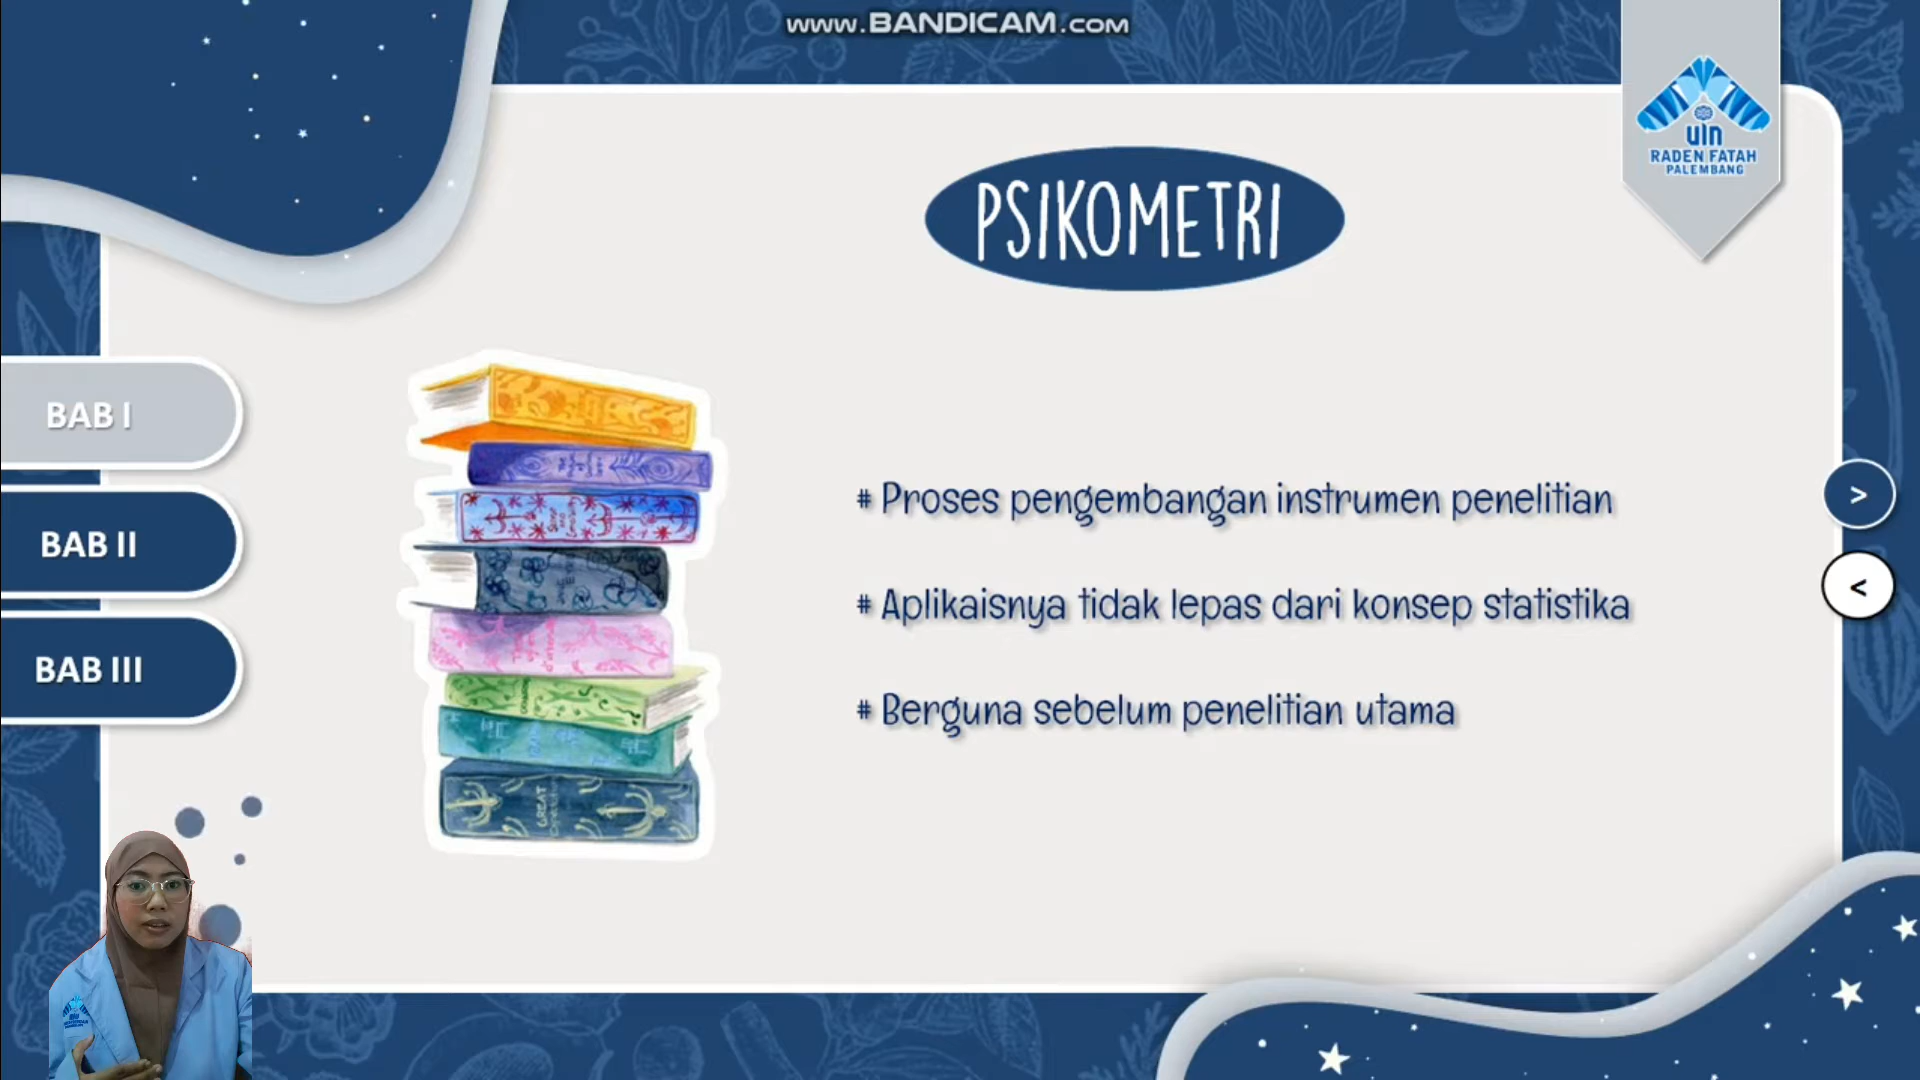 www.BANDICAM.com
uin
RADEN FATAH
PALEMBANG
PSIKOMETRI
BAB I
BAB II
BAB III
# Proses pengembangan instrumen penelitian
# Aplikaisnya tidak lepas dari konsep statistika
# Berguna sebelum penelitian utama
>
<
GREAT